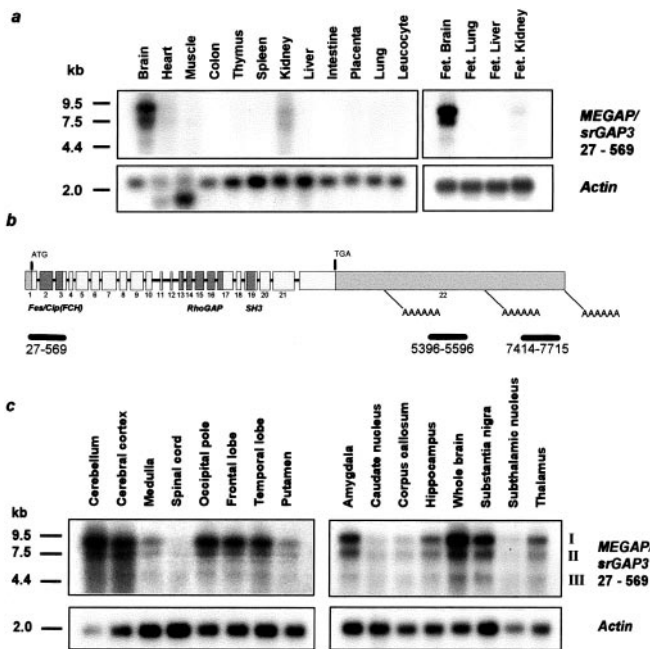 a
Brain Heart Muscle Colon Thymus Spleen Kidney Liver Intestine Placenta Lung Leucocyte
Fet. Brain Fet. Lung Fet. Liver Fet. Kidney
kb
9.5
7.5
4.4
MEGAP/
srGAP3
27 - 569
2.0
Actin
b
ATG
TGA
1 2 3 4 5 6 7 8 9 10 11 12 13 14 15 16 17 18 19 20 21 22
Fes/Cip(FCH) RhoGAP SH3
AAAAAA AAAAAA AAAAAA
27-569 5396-5596 7414-7715
c
Cerebellum Cerebral cortex Medulla Spinal cord Occipital pole Frontal lobe Temporal lobe Putamen
Amygdala Caudate nucleus Corpus callosum Hippocampus Whole brain Substantia nigra Subthalamic nucleus Thalamus
kb
9.5
7.5
4.4
I
II
III
MEGAP/
srGAP3
27 - 569
2.0
Actin